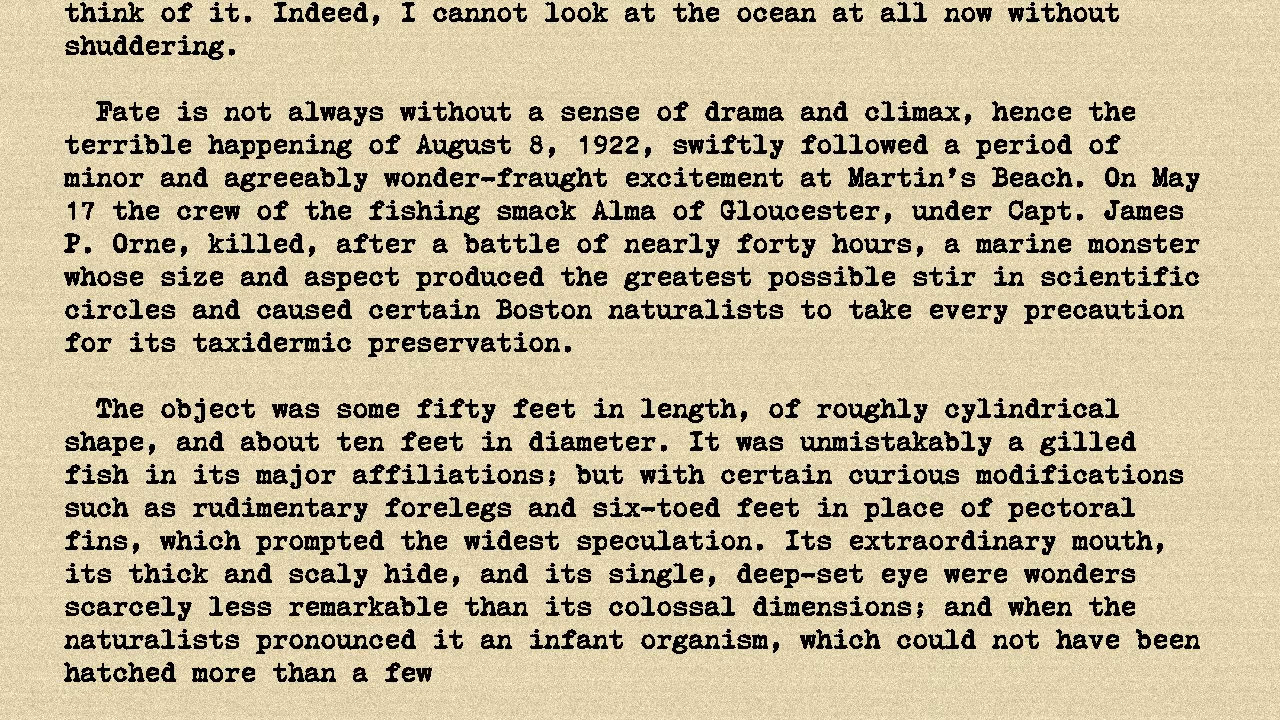 think of it. Indeed, I cannot look at the ocean at all now without
shuddering.
Fate is not always without a sense of drama and climax, hence the
terrible happening of August 8, 1922, swiftly followed a period of
minor and agreeably wonder-fraught excitement at Martin's Beach. On May
17 the crew of the fishing smack Alma of Gloucester, under Capt. James
P. Orne, killed, after a battle of nearly forty hours, a marine monster
whose size and aspect produced the greatest possible stir in scientific
circles and caused certain Boston naturalists to take every precaution
for its taxidermic preservation.
The object was some fifty feet in length, of roughly cylindrical
shape, and about ten feet in diameter. It was unmistakably a gilled
fish in its major affiliations; but with certain curious modifications
such as rudimentary forelegs and six-toed feet in place of pectoral
fins, which prompted the widest speculation. Its extraordinary mouth,
its thick and scaly hide, and its single, deep-set eye were wonders
scarcely less remarkable than its colossal dimensions; and when the
naturalists pronounced it an infant organism, which could not have been
hatched more than a few